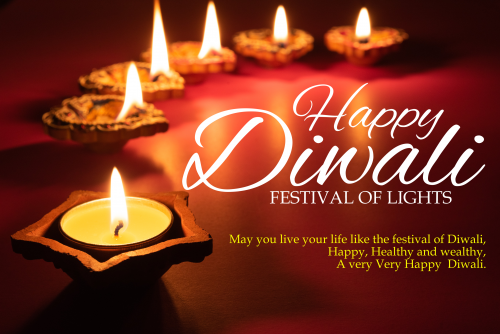 Happy
Diwali
FESTIVAL OF LIGHTS
May you live your life like the festival of Diwali,
Happy, Healthy and wealthy,
A very Very Happy Diwali.